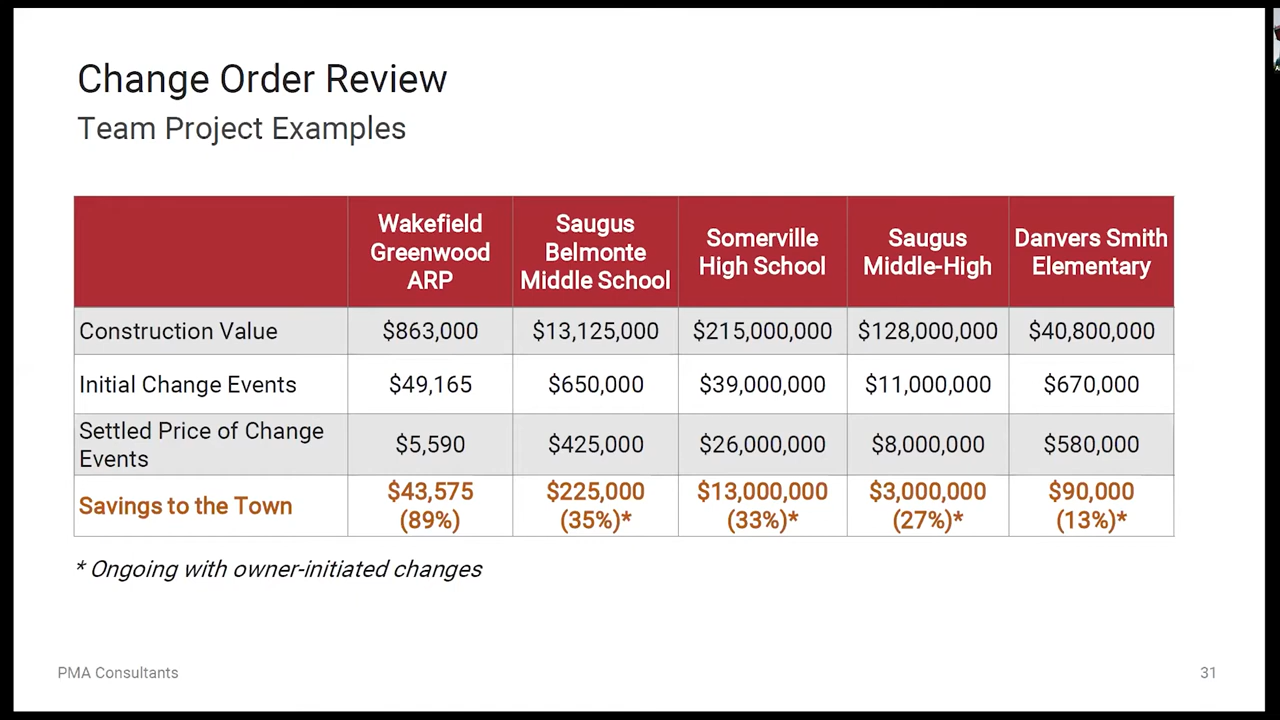 Change Order Review
Team Project Examples
Wakefield Greenwood ARP
Saugus Belmonte Middle School
Somerville High School
Saugus Middle-High
Danvers Smith Elementary
Construction Value $863,000 $13,125,000 $215,000,000 $128,000,000 $40,800,000
Initial Change Events $49,165 $650,000 $39,000,000 $11,000,000 $670,000
Settled Price of Change Events $5,590 $425,000 $26,000,000 $8,000,000 $580,000
Savings to the Town $43,575 (89%) $225,000 (35%)* $13,000,000 (33%)* $3,000,000 (27%)* $90,000 (13%)*
* Ongoing with owner-initiated changes
PMA Consultants
31